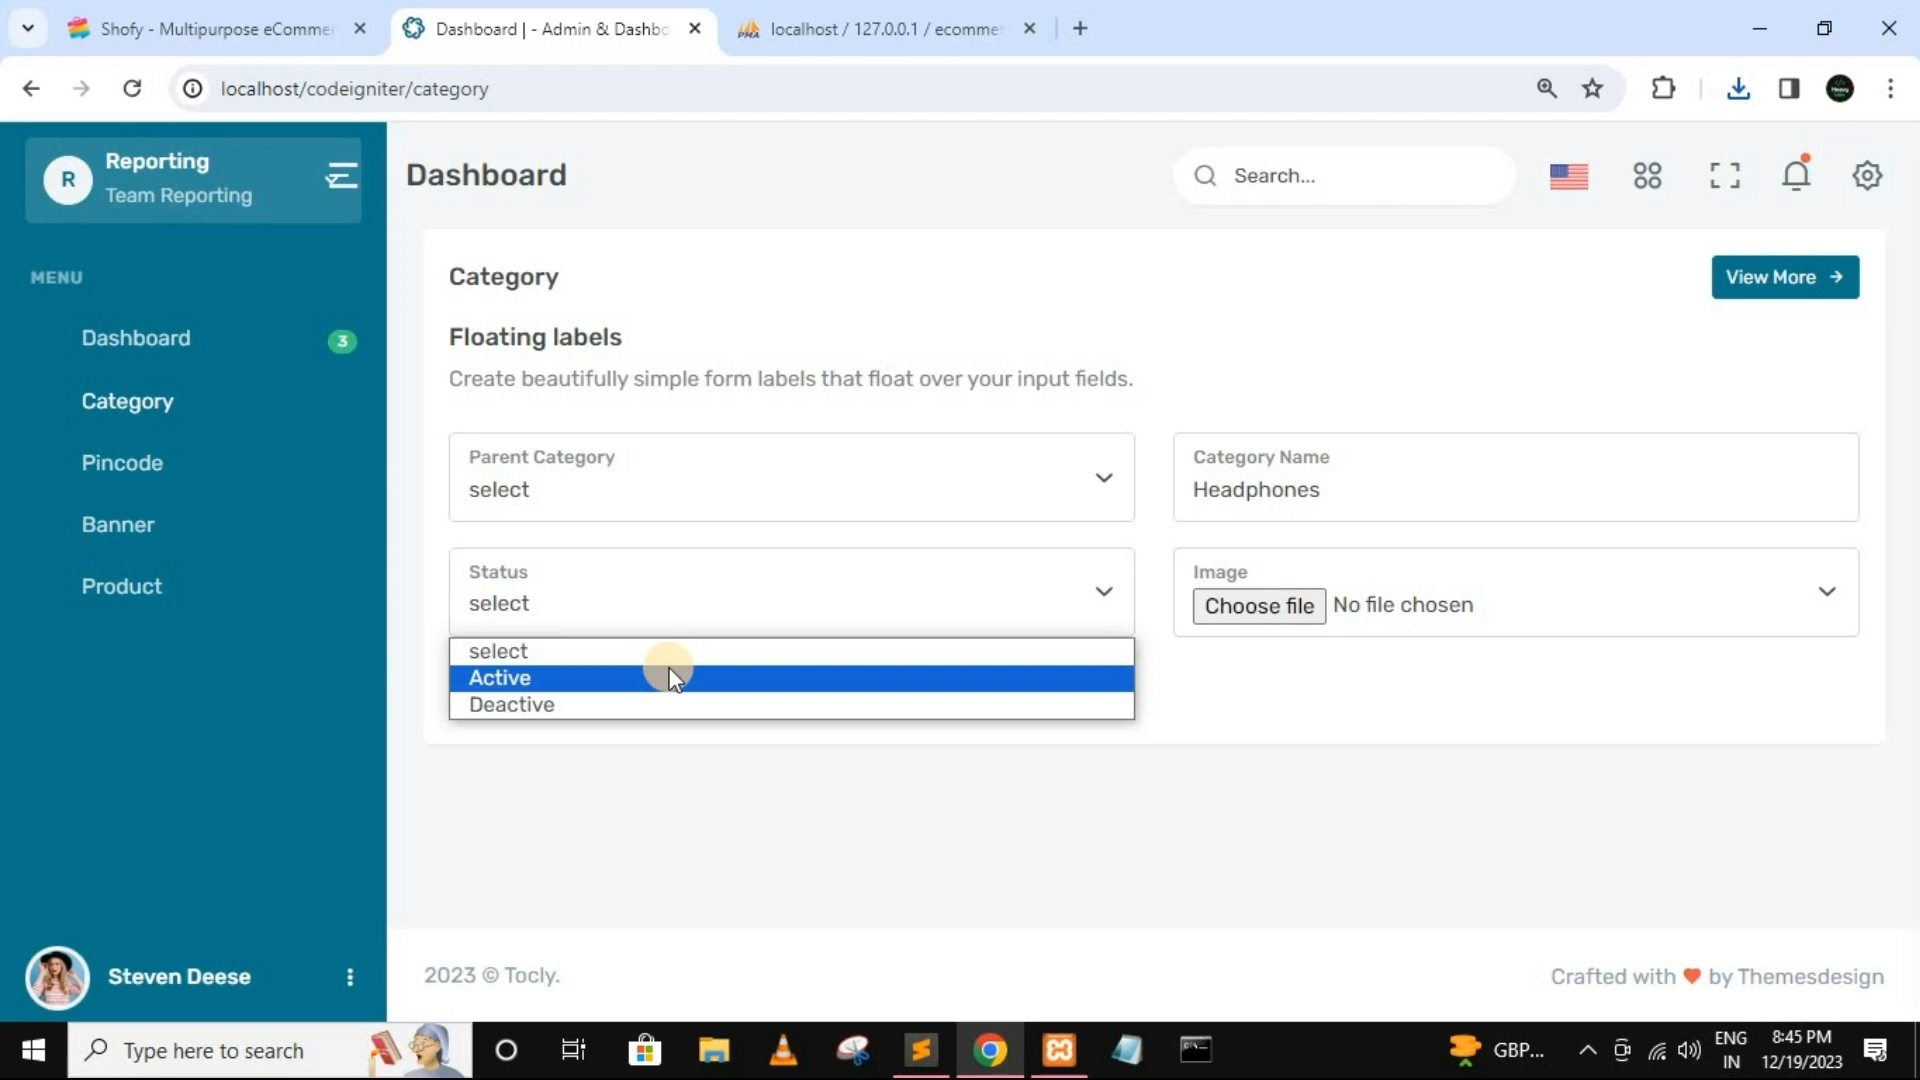 Shofy - Multipurpose eComme
Dashboard | - Admin & Dashbo
localhost / 127.0.0.1 / ecomme
localhost/codeigniter/category
R
Reporting
Team Reporting
Dashboard
Search...
MENU
Dashboard
3
Category
Pincode
Banner
Product
Category
View More
Floating labels
Create beautifully simple form labels that float over your input fields.
Parent Category
select
Category Name
Headphones
Status
select
Image
Choose file No file chosen
select
Active
Deactive
Steven Deese
2023 © Tocly.
Crafted with ❤ by Themesdesign
Type here to search
GBP...
ENG
IN
8:45 PM
12/19/2023